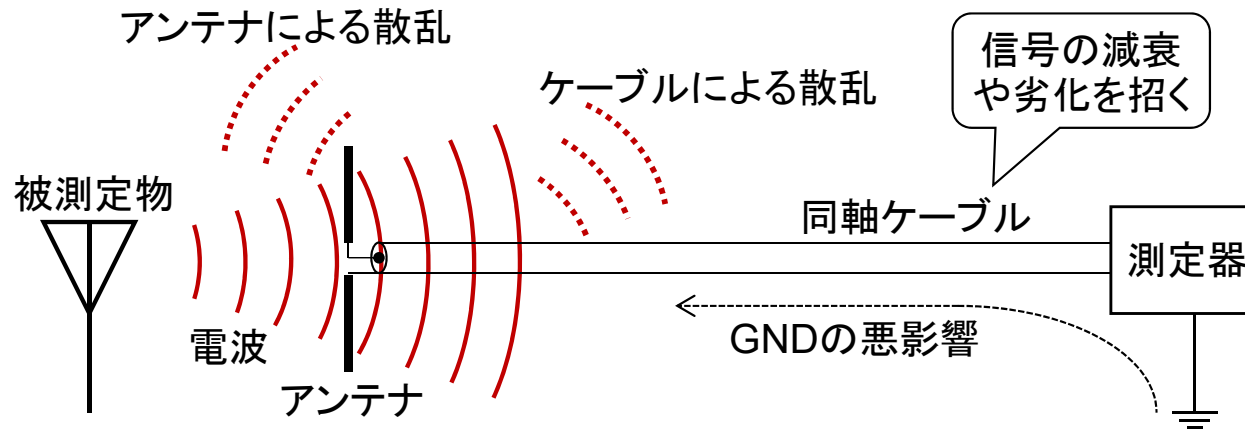 アンテナによる散乱
ケーブルによる散乱
信号の減衰
や劣化を招く
被測定物
同軸ケーブル
測定器
電波
GNDの悪影響
アンテナ